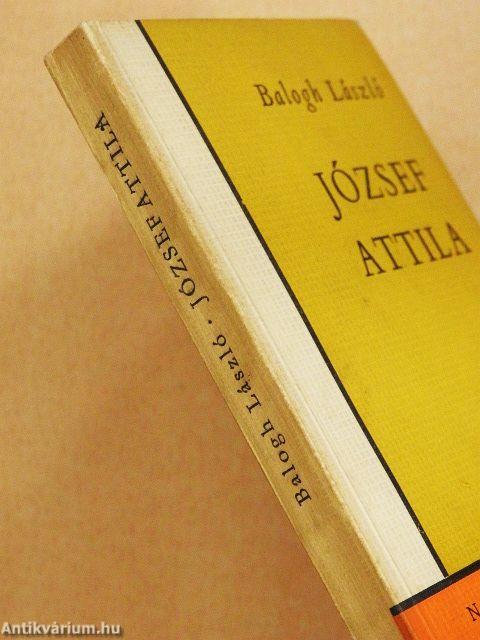 Balogh László
JÓZSEF
ATTILA
Balogh László · JÓZSEF ATTILA
N
Antikvárium.hu